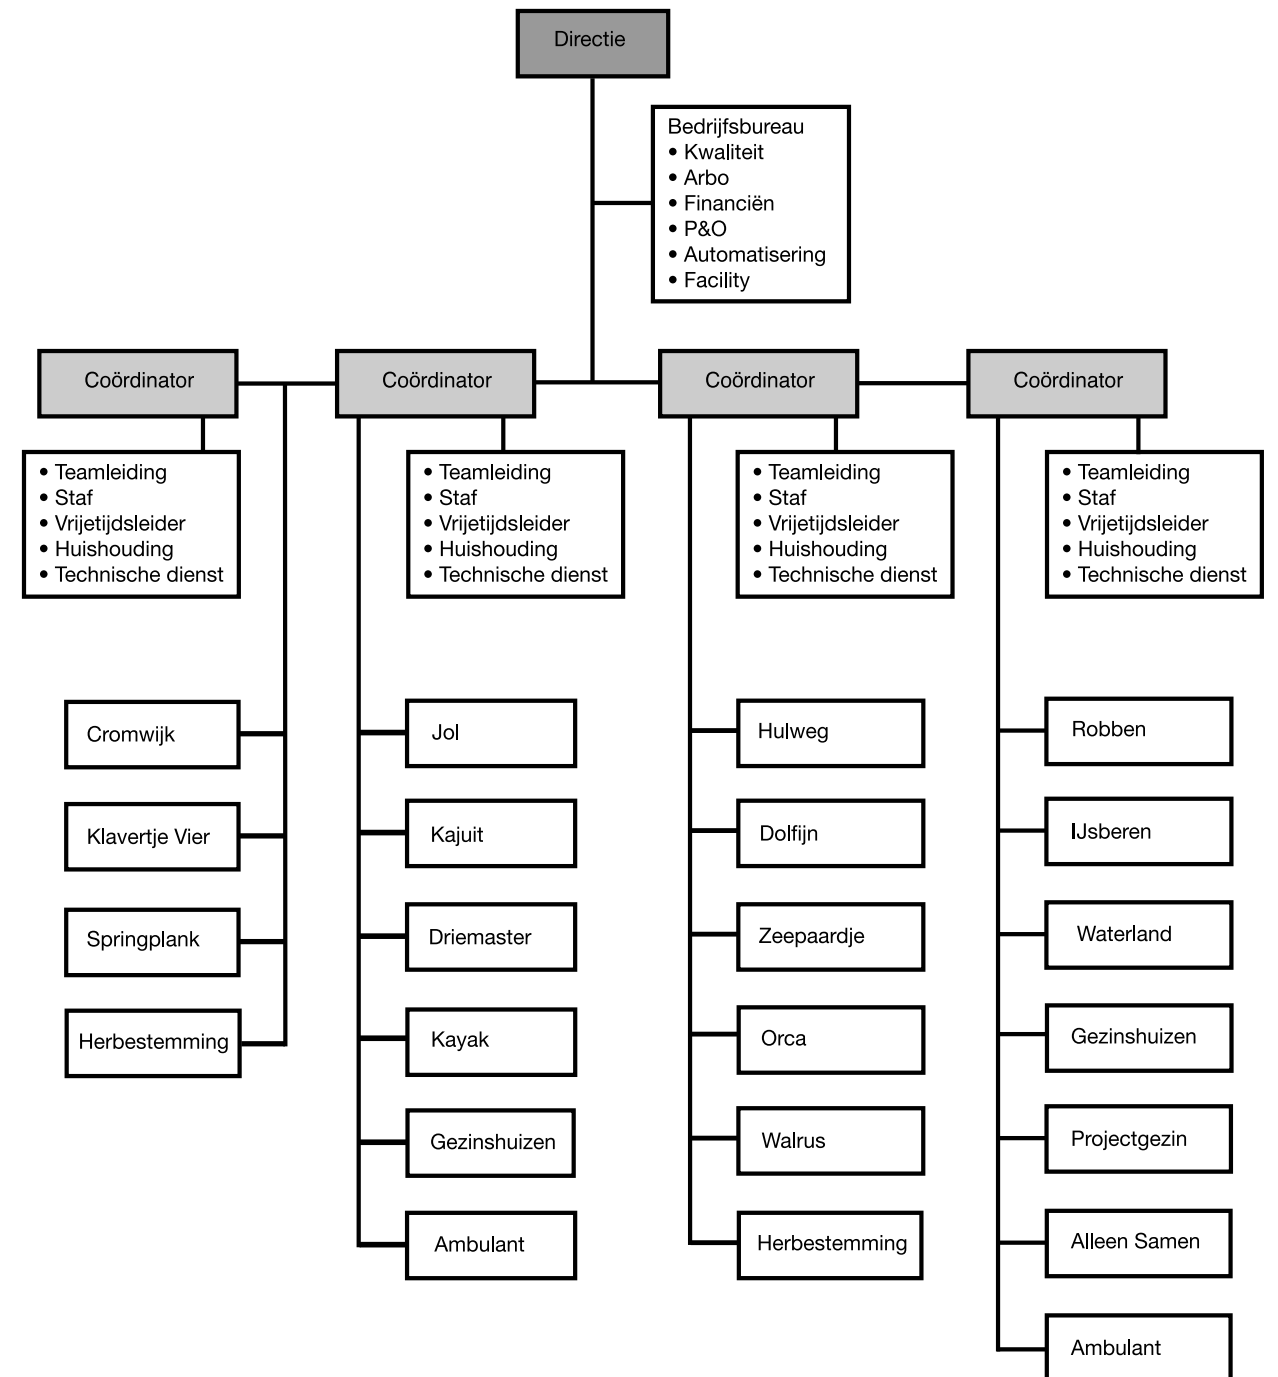 Directie
Bedrijfsbureau
• Kwaliteit
• Arbo
• Financiën
• P&O
• Automatisering
• Facility
Coördinator
• Teamleiding
• Staf
• Vrijetijdsleider
• Huishouding
• Technische dienst
Cromwijk
Klavertje Vier
Springplank
Herbestemming
Coördinator
• Teamleiding
• Staf
• Vrijetijdsleider
• Huishouding
• Technische dienst
Jol
Kajuit
Driemaster
Kayak
Gezinshuizen
Ambulant
Coördinator
• Teamleiding
• Staf
• Vrijetijdsleider
• Huishouding
• Technische dienst
Hulweg
Dolfijn
Zeepaardje
Orca
Walrus
Herbestemming
Coördinator
• Teamleiding
• Staf
• Vrijetijdsleider
• Huishouding
• Technische dienst
Robben
IJsberen
Waterland
Gezinshuizen
Projectgezin
Alleen Samen
Ambulant